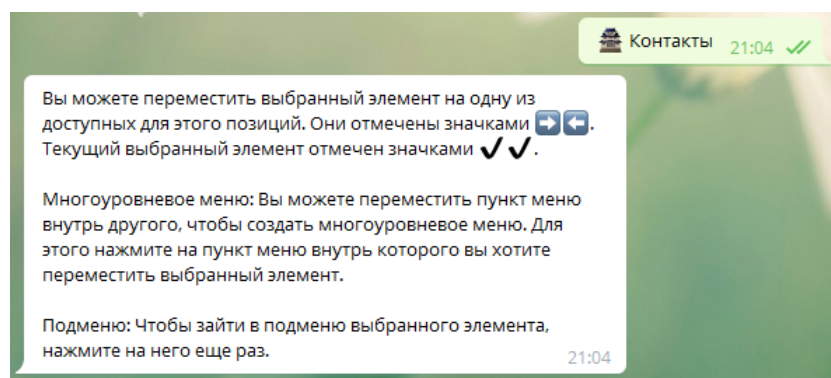 🏯 Контакты 21:04
Вы можете переместить выбранный элемент на одну из
доступных для этого позиций. Они отмечены значками ➡️⬅️.
Текущий выбранный элемент отмечен значками ✔️✔️.
Многоуровневое меню: Вы можете переместить пункт меню
внутрь другого, чтобы создать многоуровневое меню. Для
этого нажмите на пункт меню внутрь которого вы хотите
переместить выбранный элемент.
Подменю: Чтобы зайти в подменю выбранного элемента,
нажмите на него еще раз.
21:04